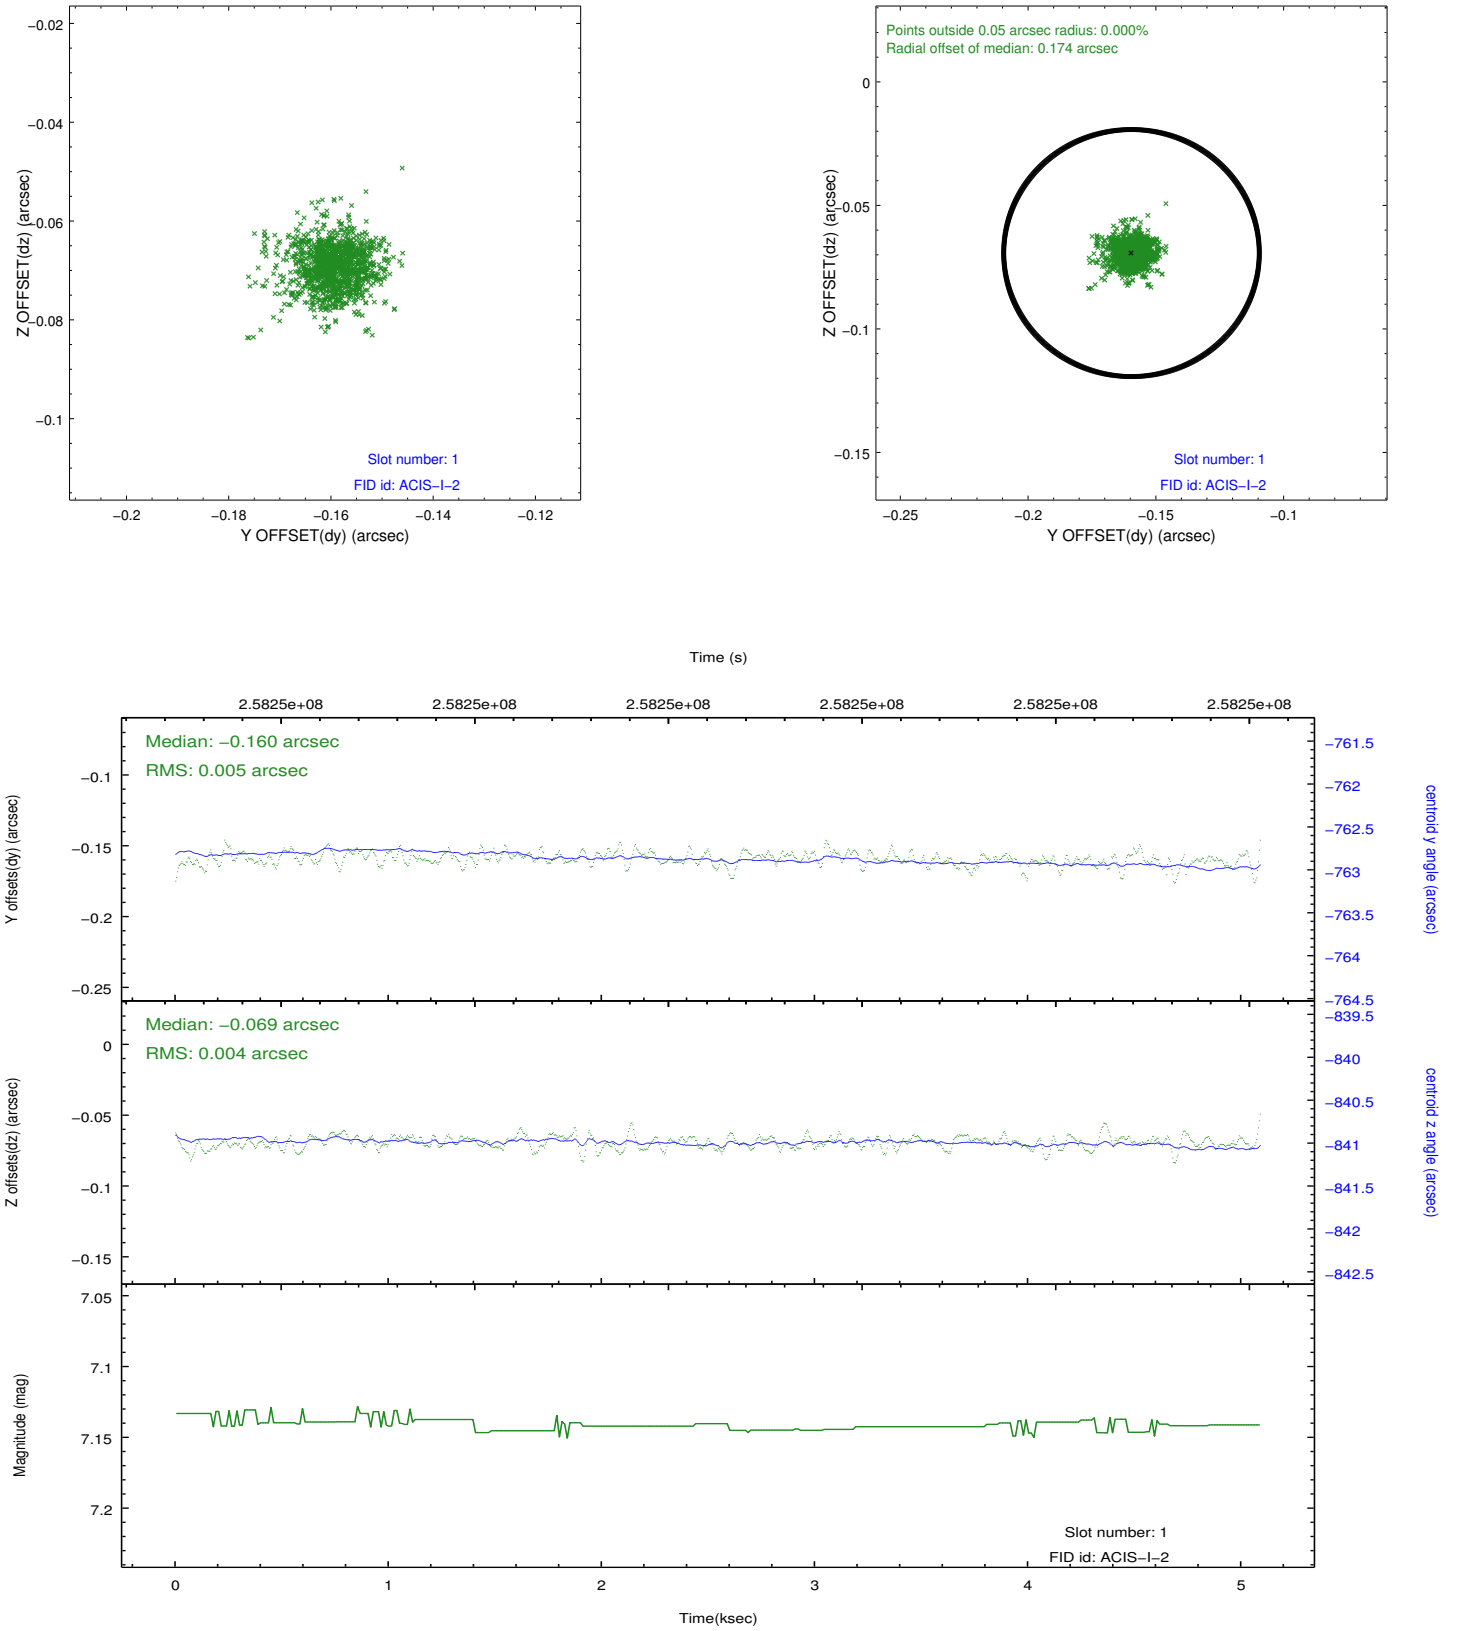 −0.02
−0.04
−0.06
−0.08
−0.1
Z OFFSET(dz) (arcsec)
Slot number: 1
FID id: ACIS−I−2
−0.2
−0.18
−0.16
−0.14
−0.12
Y OFFSET(dy) (arcsec)
Points outside 0.05 arcsec radius: 0.000%
Radial offset of median: 0.174 arcsec
0
−0.05
−0.1
−0.15
Z OFFSET(dz) (arcsec)
Slot number: 1
FID id: ACIS−I−2
−0.25
−0.2
−0.15
−0.1
Y OFFSET(dy) (arcsec)
Time (s)
2.5825e+08
2.5825e+08
2.5825e+08
2.5825e+08
2.5825e+08
2.5825e+08
Median: −0.160 arcsec
RMS: 0.005 arcsec
−0.1
−0.15
−0.2
−0.25
Y offsets(dy) (arcsec)
−761.5
−762
−762.5
−763
−763.5
−764
−764.5
centroid y angle (arcsec)
Median: −0.069 arcsec
RMS: 0.004 arcsec
0
−0.05
−0.1
−0.15
Z offsets(dz) (arcsec)
−839.5
−840
−840.5
−841
−841.5
−842
−842.5
centroid z angle (arcsec)
7.05
7.1
7.15
7.2
Magnitude (mag)
Slot number: 1
FID id: ACIS−I−2
0
1
2
3
4
5
Time(ksec)